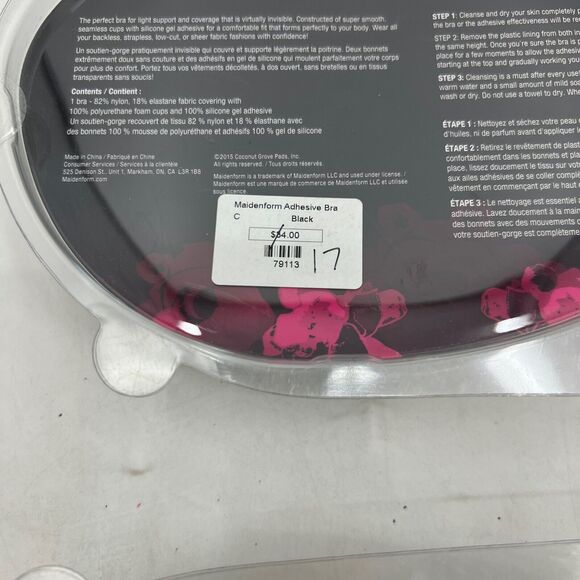 The perfect bra for light support and coverage that is virtually invisible. Constructed of super smooth,
seamless cups with silicone gel adhesive for a comfortable fit that forms perfectly to your body. Wear all
your backless, strapless, low-cut, or sheer fabric fashions with confidence!
Un soutien-gorge pratiquement invisible qui couvre et supporte légèrement la poitrine. Deux bonnets
extrêmement doux sans couture et des adhésifs en gel de silicone qui moulent parfaitement votre corps
pour plus de confort. Portez tous vos vêtements décolletés, à dos ouvert, sans bretelles ou en tissus
transparents sans soucis!
Contents / Contenu :
1 bra - 82% nylon, 18% elastane fabric covering with
100% polyurethane foam cups and 100% silicone gel adhesive
Un soutien-gorge recouvert de tissu 82 % nylon et 18 % élasthane avec
des bonnets 100 % mousse de polyuréthane et adhésifs 100 % gel de silicone
Made in China / Fabriqué en Chine
Consumer Services / Services à la clientèle
525 Denison St., Unit 1, Markham, ON, CA L3R 1B8
Maidenform.com
©2015 Coconut Grove Pads, Inc.
All rights reserved. / Tous droits réservés.
Maidenform is a trademark of Maidenform LLC and used under license. /
Maidenform est une marque de commerce de Maidenform LLC et utilisée
sous licence.
STEP 1: Cleanse and dry your skin completely p
the bra or the adhesive effectiveness will be redu
STEP 2: Remove the plastic lining from both in
the same height. Once you're sure the bra is d
place for a few moments to allow the adhesive
starting at the top and gradually working your
STEP 3: Cleansing is a must after every use
warm water and a small amount of mild soa
wash or dry. Do not use a towel to dry. Whe
ÉTAPE 1 : Nettoyez et séchez votre peau
d'huiles, ni de parfum avant d'appliquer l
ÉTAPE 2 : Retirez le revêtement de plast
confortablement dans les bonnets et pla
place, lissez doucement le tissu sur votr
aux ailes adhésives de se coller complèt
vêtement en commençant par le haut e
ÉTAPE 3 : Le nettoyage est essentiel a
adhésive. Lavez doucement à la main
des bonnets avec des mouvements c
votre soutien-gorge est complètemen
Maidenform Adhesive Bra
C Black
$34.00
79113
17